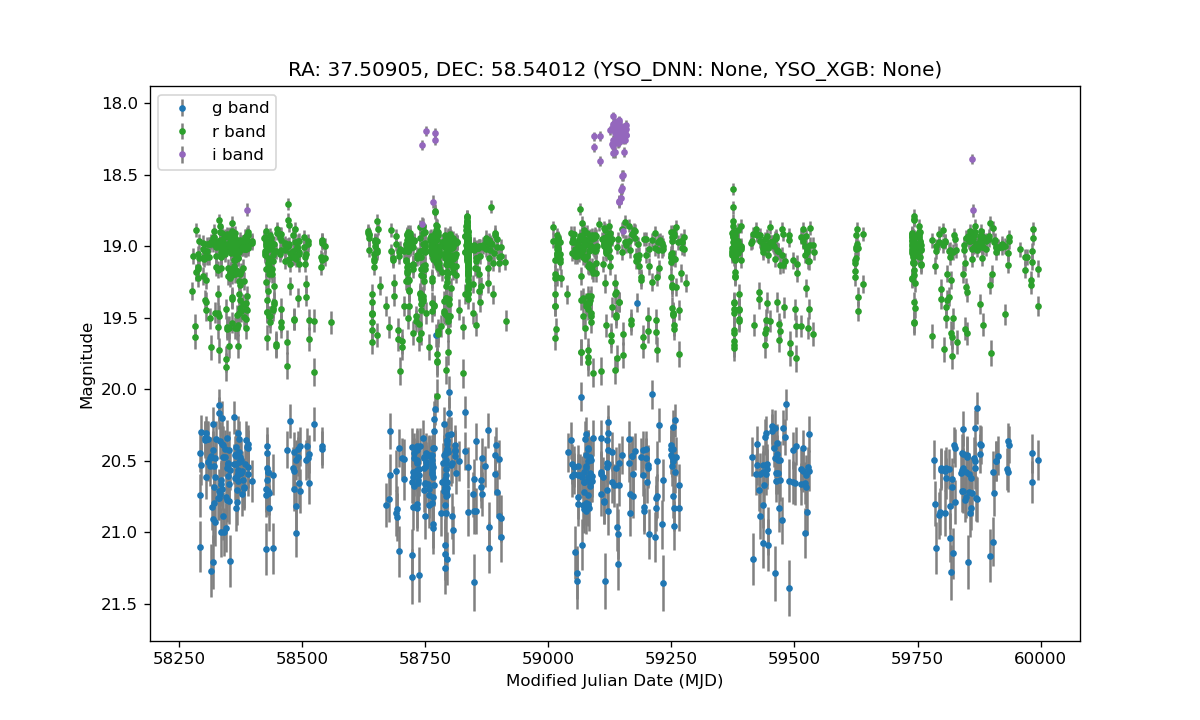 RA: 37.50905, DEC: 58.54012 (YSO_DNN: None, YSO_XGB: None)
g band
r band
i band
Magnitude
18.0
18.5
19.0
19.5
20.0
20.5
21.0
21.5
58250 58500 58750 59000 59250 59500 59750 60000
Modified Julian Date (MJD)